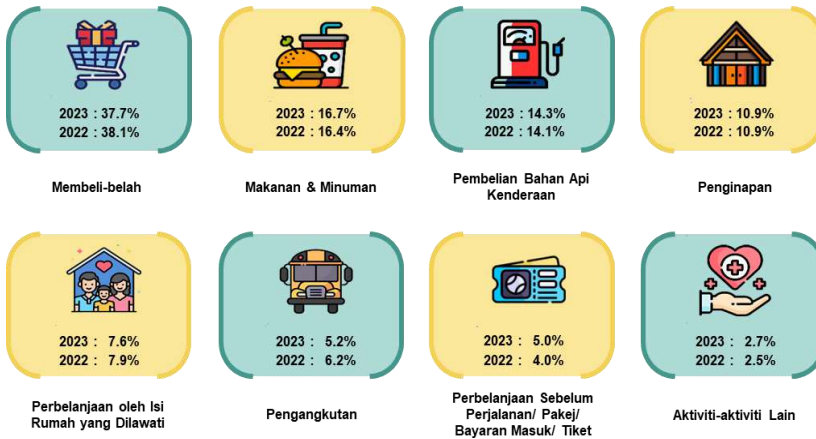 2023 : 37.7%
2022 : 38.1%
Membeli-belah
2023 : 16.7%
2022 : 16.4%
Makanan & Minuman
2023 : 14.3%
2022 : 14.1%
Pembelian Bahan Api
Kenderaan
2023 : 10.9%
2022 : 10.9%
Penginapan
2023 : 7.6%
2022 : 7.9%
Perbelanjaan oleh Isi
Rumah yang Dilawati
2023 : 5.2%
2022 : 6.2%
Pengangkutan
2023 : 5.0%
2022 : 4.0%
Perbelanjaan Sebelum
Perjalanan/ Pakej/
Bayaran Masuk/ Tiket
2023 : 2.7%
2022 : 2.5%
Aktiviti-aktiviti Lain